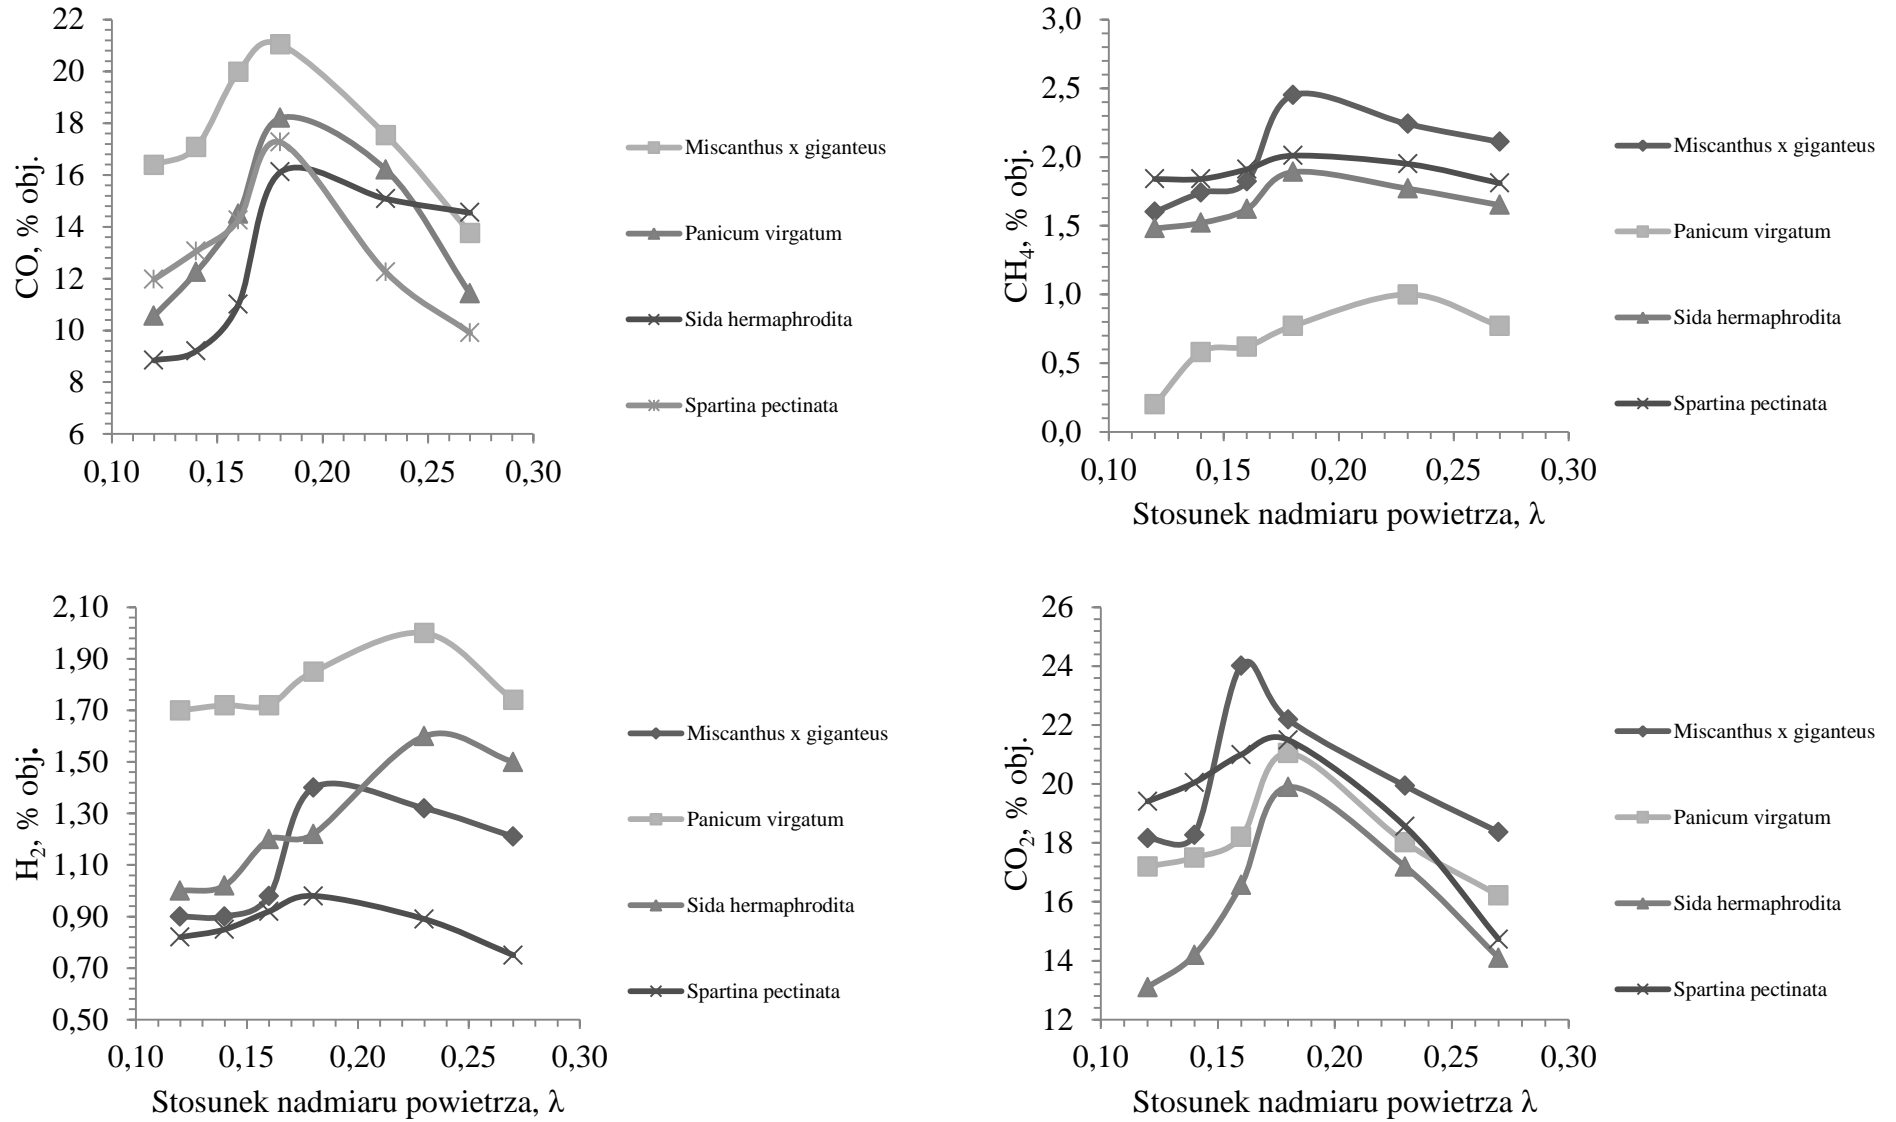 CO, % obj.
22
20
18
16
14
12
10
8
6
0,10 0,15 0,20 0,25 0,30
Miscanthus x giganteus
Panicum virgatum
Sida hermaphrodita
Spartina pectinata
CH4, % obj.
3,0
2,5
2,0
1,5
1,0
0,5
0,0
0,10 0,15 0,20 0,25 0,30
Stosunek nadmiaru powietrza, λ
Miscanthus x giganteus
Panicum virgatum
Sida hermaphrodita
Spartina pectinata
H2, % obj.
2,10
1,90
1,70
1,50
1,30
1,10
0,90
0,70
0,50
0,10 0,15 0,20 0,25 0,30
Stosunek nadmiaru powietrza, λ
Miscanthus x giganteus
Panicum virgatum
Sida hermaphrodita
Spartina pectinata
CO2, % obj.
26
24
22
20
18
16
14
12
0,10 0,15 0,20 0,25 0,30
Stosunek nadmiaru powietrza λ
Miscanthus x giganteus
Panicum virgatum
Sida hermaphrodita
Spartina pectinata